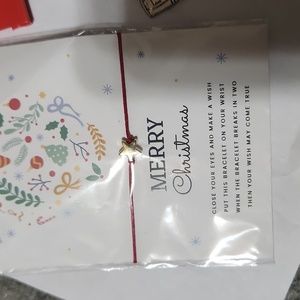 MERRY
Christmas
CLOSE YOUR EYES AND MAKE A WISH
PUT THIS BRACELET ON YOUR WRIST
WHEN THE BRACELET BREAKS IN TWO
THEN YOUR WISH MAY COME TRUE